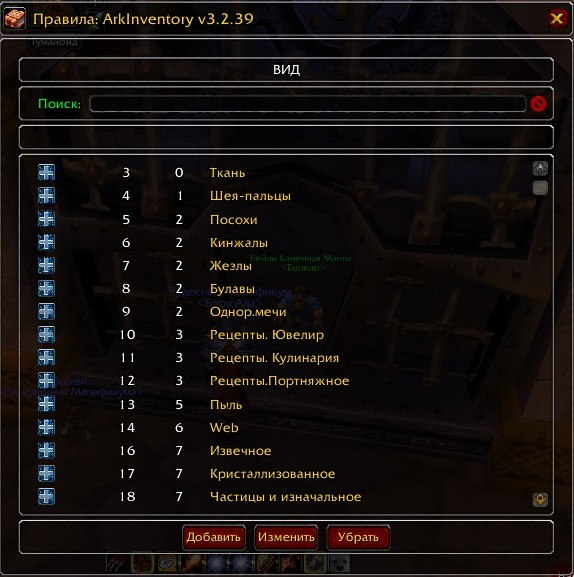 Правила: ArkInventory v3.2.39
Гуманоид
ВИД
Поиск:
3 0 Ткань
4 1 Шея-пальцы
5 2 Посохи
6 2 Кинжалы
7 2 Жезлы
8 2 Булавы
9 2 Однор.мечи
10 3 Рецепты. Ювелир
11 3 Рецепты. Кулинария
12 3 Рецепты.Портняжное
13 5 Пыль
14 6 Web
16 7 Извечное
17 7 Кристаллизованное
18 7 Частицы и изначальное
<Банкир>
Добавить Изменить Убрать